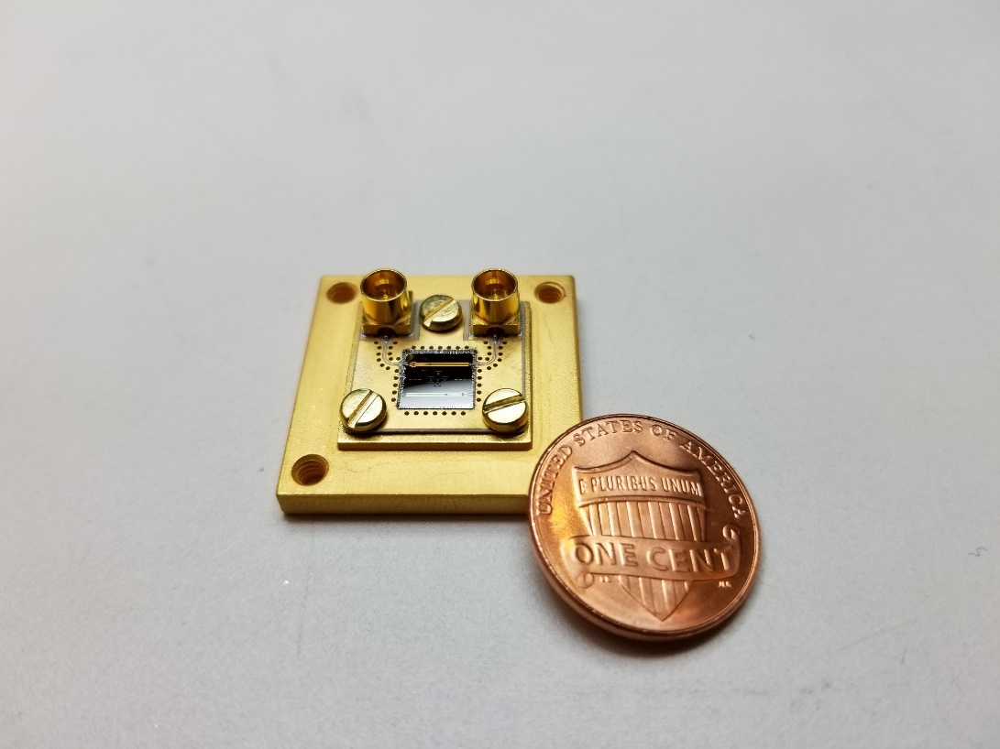 UNITED STATES OF AMERICA
E PLURIBUS UNUM
ONE CENT